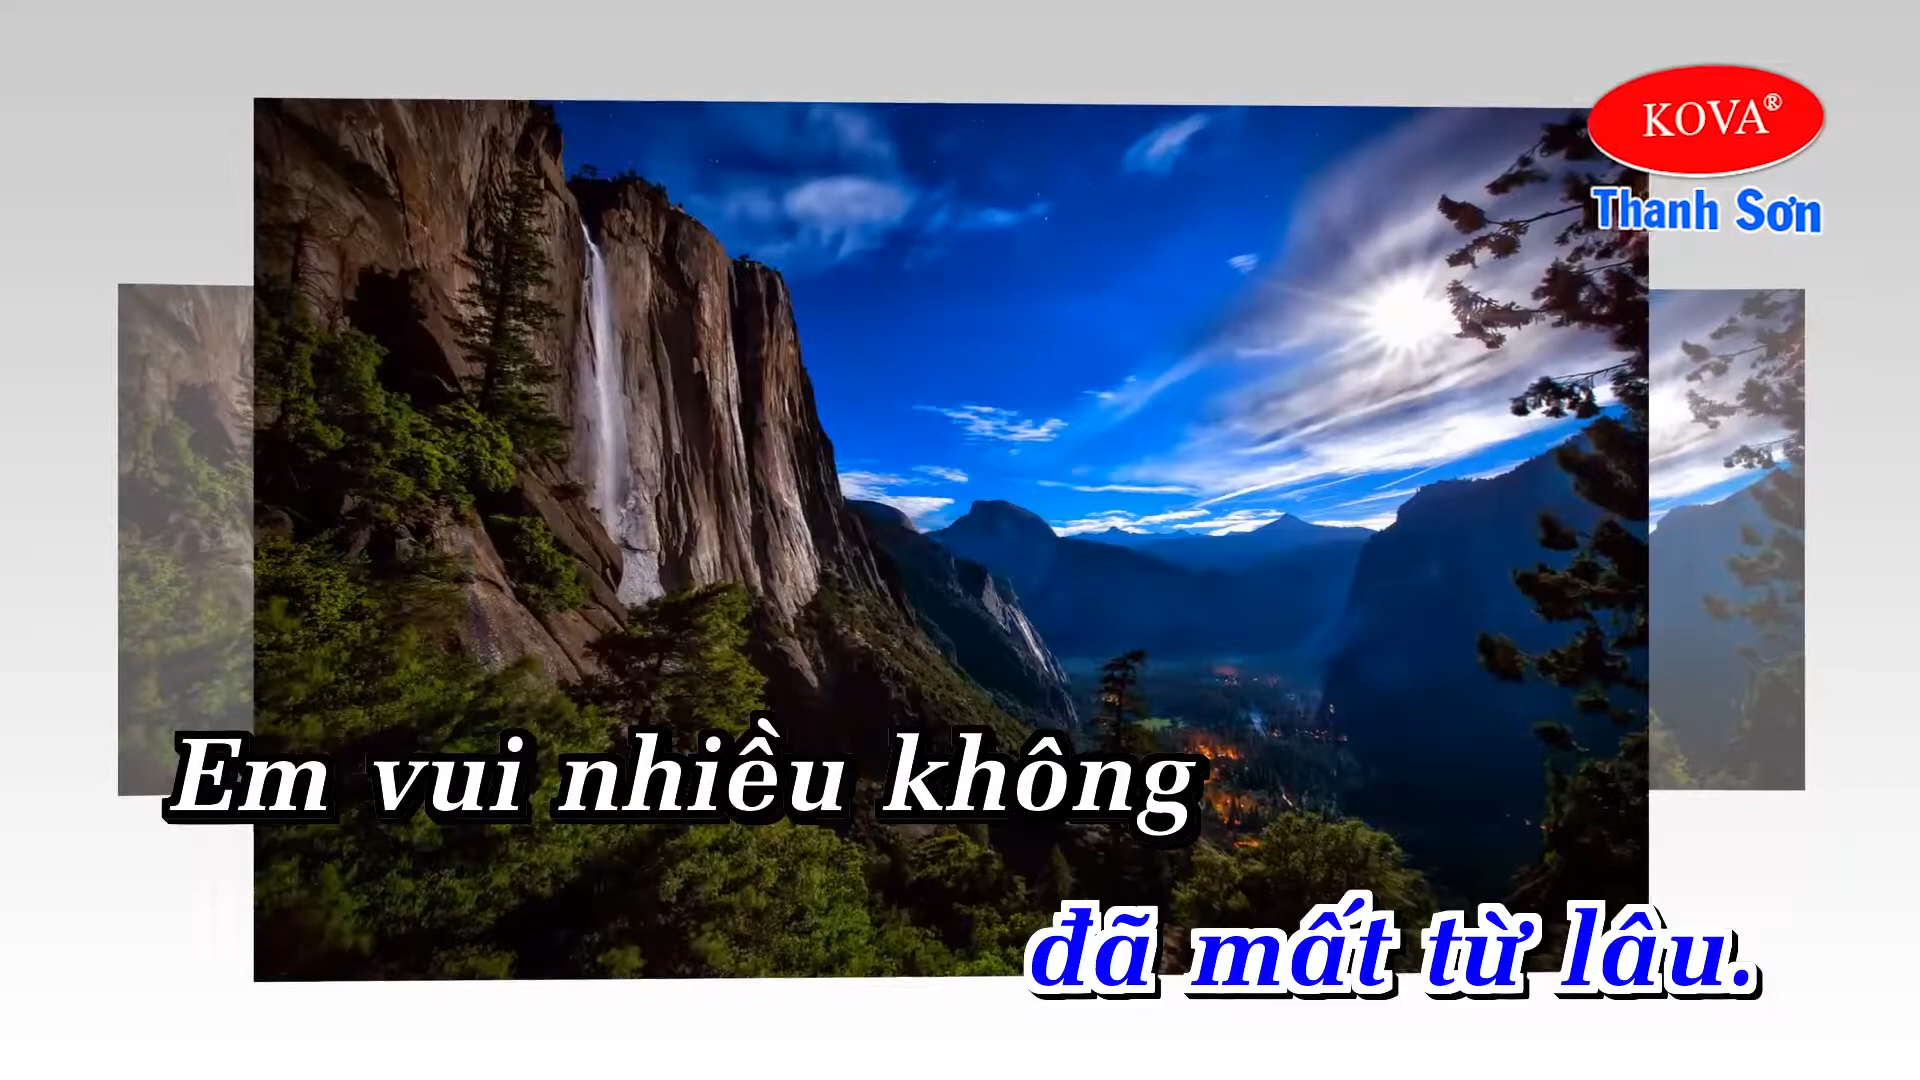 KOVA®
Thanh Sơn
Em vui nhiều không
đã mất từ lâu.